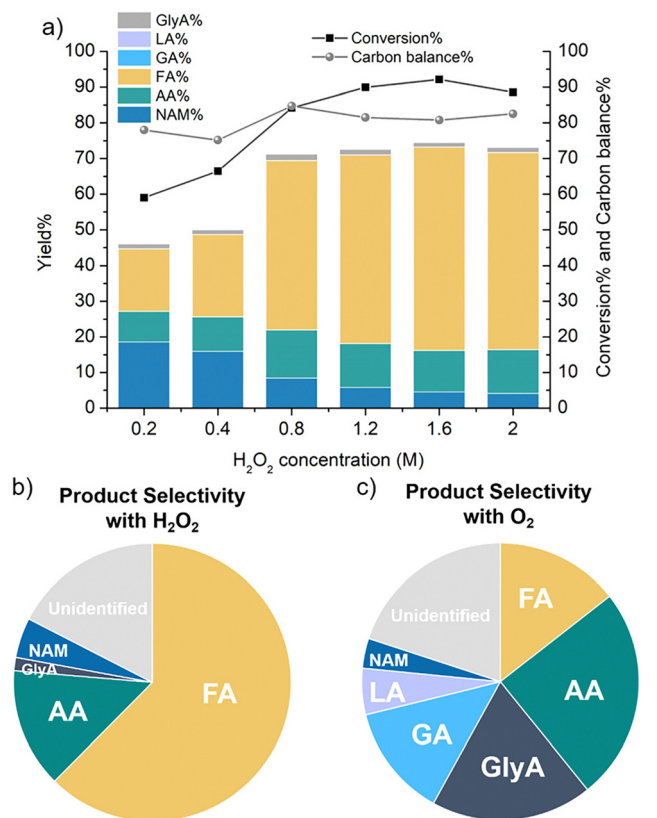 a)
GlyA%
LA%
GA%
FA%
AA%
NAM%
Conversion%
Carbon balance%
100
90
80
70
60
50
40
30
20
10
0
Yield%
100
90
80
70
60
50
40
30
20
10
0
Conversion% and Carbon balance%
0.2 0.4 0.8 1.2 1.6 2
H₂O₂ concentration (M)
b)
Product Selectivity
with H₂O₂
Unidentified
NAM
GlyA
AA
FA
c)
Product Selectivity
with O₂
Unidentified
NAM
LA
GA
GlyA
AA
FA